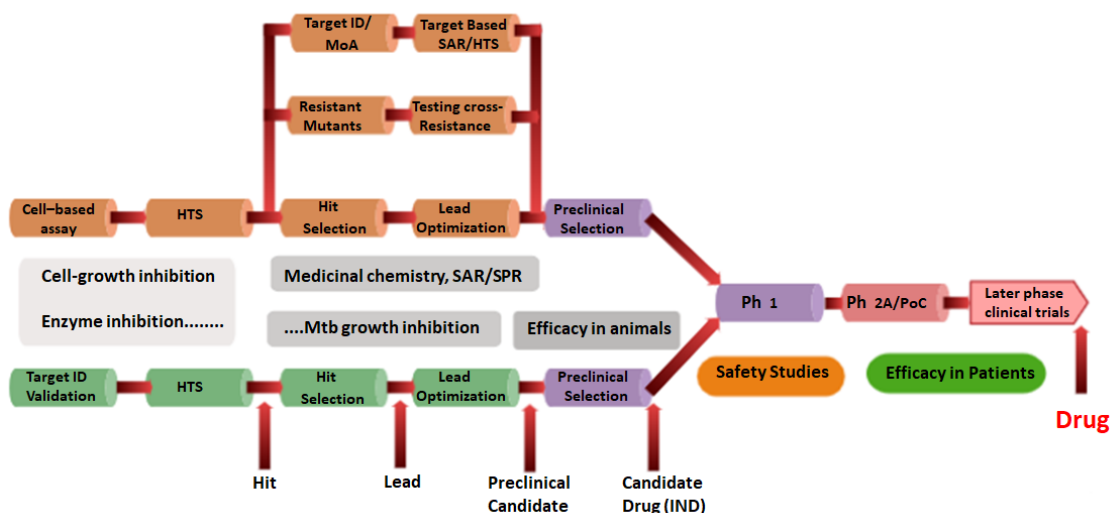 Target ID/
MoA
Target Based
SAR/HTS
Resistant
Mutants
Testing cross-
Resistance
Cell–based
assay
HTS
Hit
Selection
Lead
Optimization
Preclinical
Selection
Cell-growth inhibition
Enzyme inhibition........
Medicinal chemistry, SAR/SPR
....Mtb growth inhibition
Efficacy in animals
Ph 1
Ph 2A/PoC
Later phase
clinical trials
Safety Studies
Efficacy in Patients
Target ID
Validation
HTS
Hit
Selection
Lead
Optimization
Preclinical
Selection
Drug
Hit
Lead
Preclinical
Candidate
Candidate
Drug (IND)